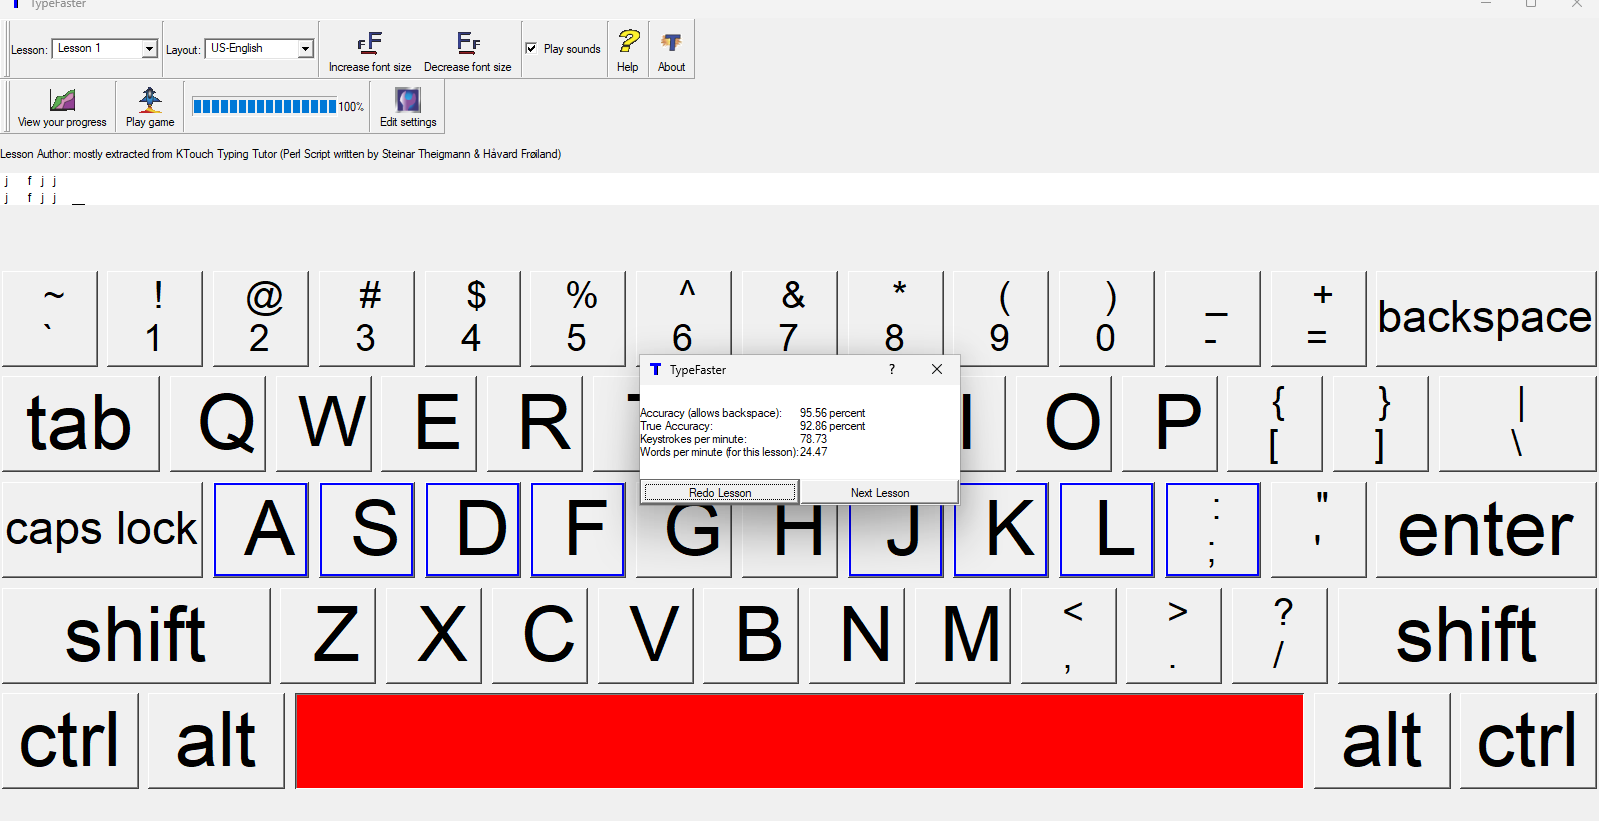 TypeFaster
Lesson: Lesson 1 Layout: US-English Increase font size Decrease font size Play sounds Help About
View your progress Play game 100% Edit settings
Lesson Author: mostly extracted from KTouch Typing Tutor (Perl Script written by Steinar Theigmann & Håvard Frøiland)
j f j j
j f j j _
~ ! @ # $ % ^ & * ( ) _ + backspace
` 1 2 3 4 5 6 7 8 9 0 - =
TypeFaster ?
Accuracy (allows backspace): 95.56 percent
True Accuracy: 92.86 percent
Keystrokes per minute: 78.73
Words per minute (for this lesson): 24.47
Redo Lesson Next Lesson
tab Q W E R I O P { } |
[ ] \
caps lock A S D F G H J K L : " enter
; '
shift Z X C V B N M < > ? shift
, . /
ctrl alt alt ctrl